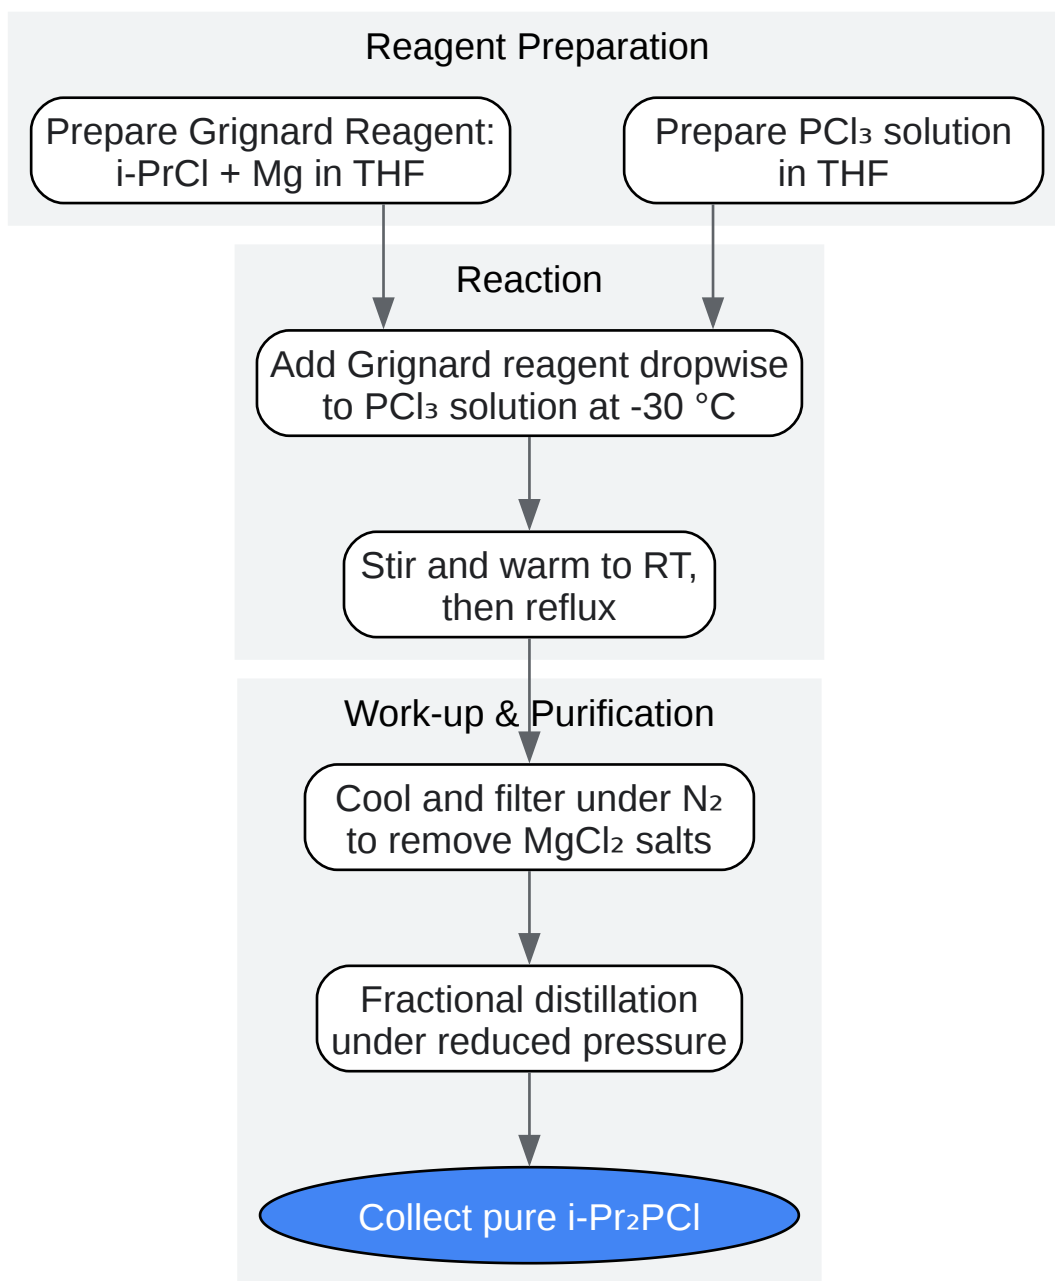 Reagent Preparation
Prepare Grignard Reagent:
i-PrCl + Mg in THF
Prepare PCl₃ solution
in THF
Reaction
Add Grignard reagent dropwise
to PCl₃ solution at -30 °C
Stir and warm to RT,
then reflux
Work-up & Purification
Cool and filter under N₂
to remove MgCl₂ salts
Fractional distillation
under reduced pressure
Collect pure i-Pr₂PCl